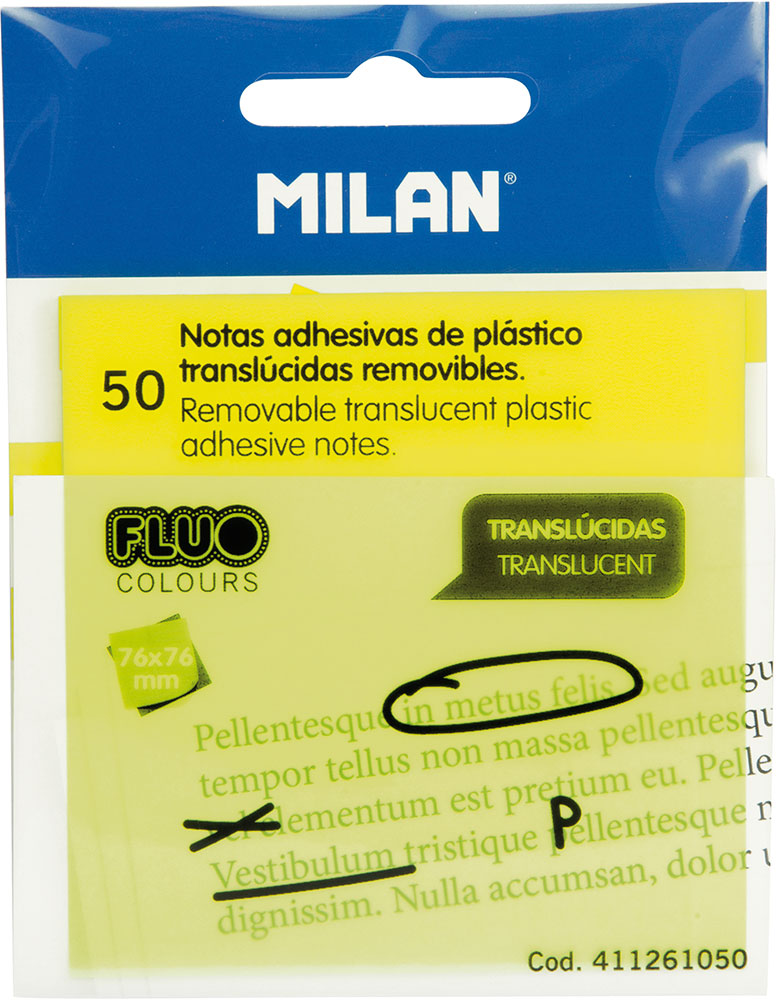 MILAN®
50
Notas adhesivas de plástico
translúcidas removibles.
Removable translucent plastic
adhesive notes.
FLUO
COLOURS
TRANSLÚCIDAS
TRANSLUCENT
76x76
mm
Pellentesque in metus felis. Sed augu
tempor tellus non massa pellentesqu
vel elementum est pretium eu. Pelle
P
Vestibulum tristique pellentesque n
dignissim. Nulla accumsan, dolor u
Cod. 411261050